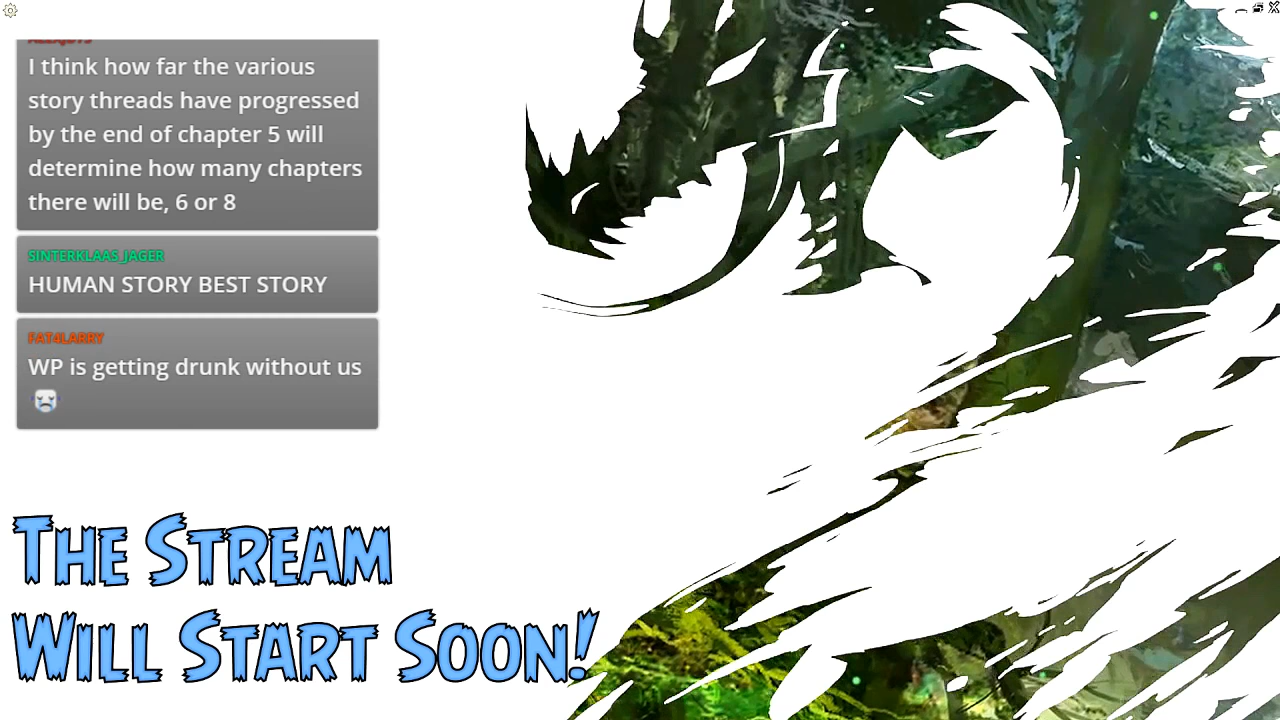 I think how far the various
story threads have progressed
by the end of chapter 5 will
determine how many chapters
there will be, 6 or 8
SINTERKLAAS_JAGER
HUMAN STORY BEST STORY
FAT4LARRY
WP is getting drunk without us
The Stream
Will Start Soon!